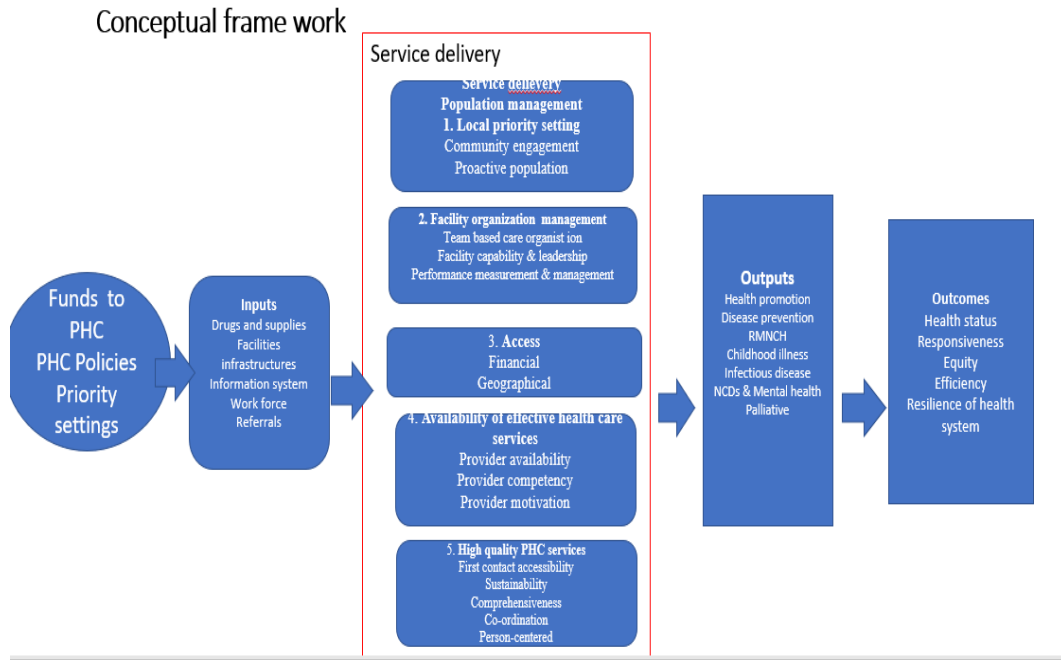 Conceptual frame work
Service delivery
Funds to
PHC
PHC Policies
Priority
settings
Inputs
Drugs and supplies
Facilities
infrastructures
Information system
Work force
Referrals
Service denevery
Population management
1. Local priority setting
Community engagement
Proactive population
2. Facility organization management
Team based care organist ion
Facility capability & leadership
Performance measurement & management
3. Access
Financial
Geographical
4. Availability of effective health care
services
Provider availability
Provider competency
Provider motivation
5. High quality PHC services
First contact accessibility
Sustainability
Comprehensiveness
Co-ordination
Person-centered
Outputs
Health promotion
Disease prevention
RMNCH
Childhood illness
Infectious disease
NCDs & Mental health
Palliative
Outcomes
Health status
Responsiveness
Equity
Efficiency
Resilience of health
system